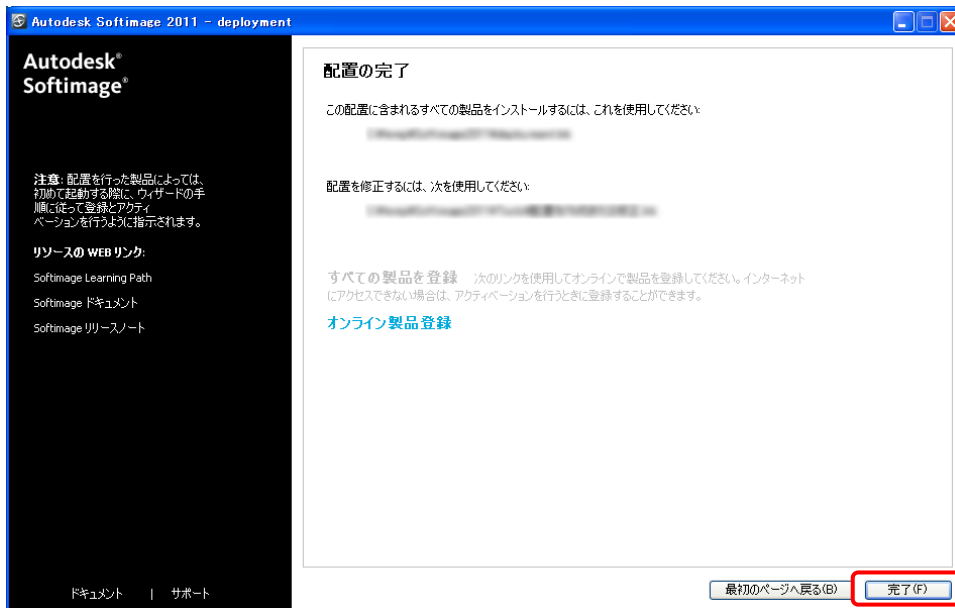 Autodesk Softimage 2011 - deployment
Autodesk®
Softimage®
注意: 配置を行った製品によっては、
初めて起動する際に、ウィザードの手
順に従って登録とアクティ
ベーションを行うように指示されます。
リソースの WEB リンク:
Softimage Learning Path
Softimage ドキュメント
Softimage リリースノート
ドキュメント | サポート
配置の完了
この配置に含まれるすべての製品をインストールするには、これを使用してください:
配置を修正するには、次を使用してください:
すべての製品を登録 次のリンクを使用してオンラインで製品を登録してください。インターネット
にアクセスできない場合は、アクティベーションを行うときに登録することができます。
オンライン製品登録
最初のページへ戻る(B) 完了(F)